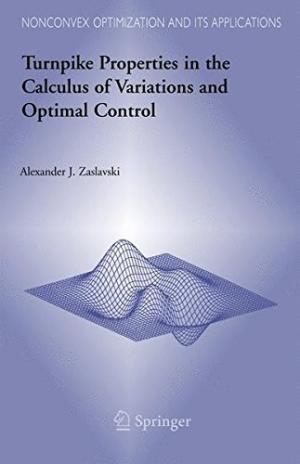 NONCONVEX OPTIMIZATION AND ITS APPLICATIONS
Turnpike Properties in the
Calculus of Variations and
Optimal Control
Alexander J. Zaslavski
Springer